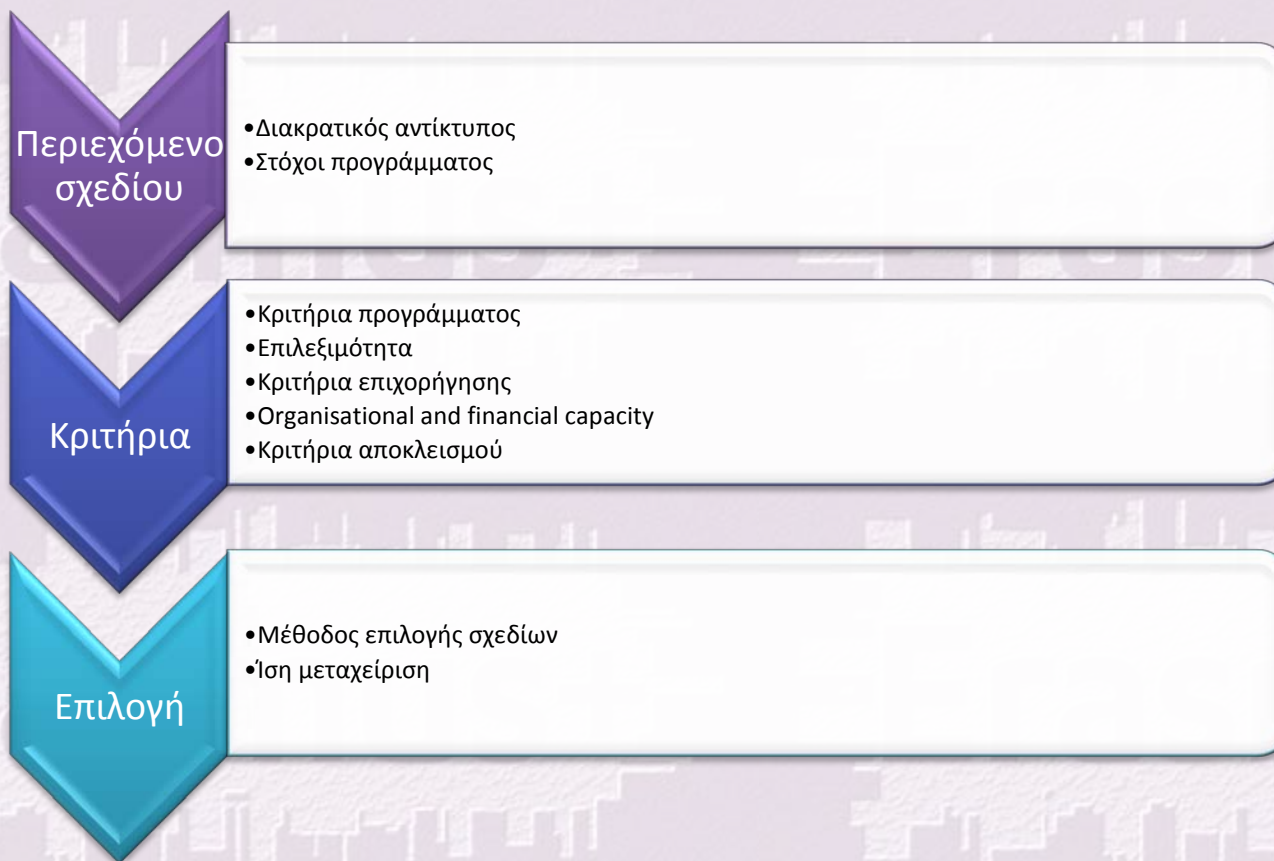 Περιεχόμενο
σχεδίου
•Διακρατικός αντίκτυπος
•Στόχοι προγράμματος
Κριτήρια
•Κριτήρια προγράμματος
•Επιλεξιμότητα
•Κριτήρια επιχορήγησης
•Organisational and financial capacity
•Κριτήρια αποκλεισμού
Επιλογή
•Μέθοδος επιλογής σχεδίων
•Ίση μεταχείριση